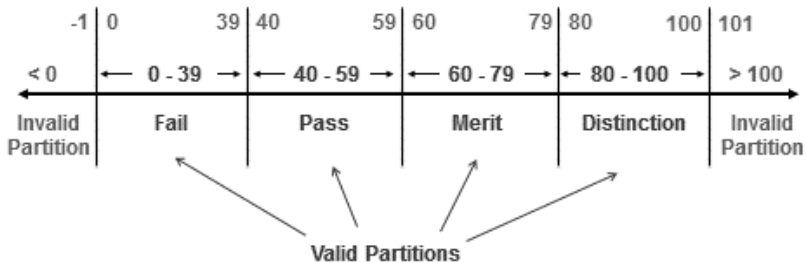 -1 0 39 40 59 60 79 80 100 101
< 0 0 - 39 40 - 59 60 - 79 80 - 100 > 100
Invalid Fail Pass Merit Distinction Invalid
Partition Partition
Valid Partitions